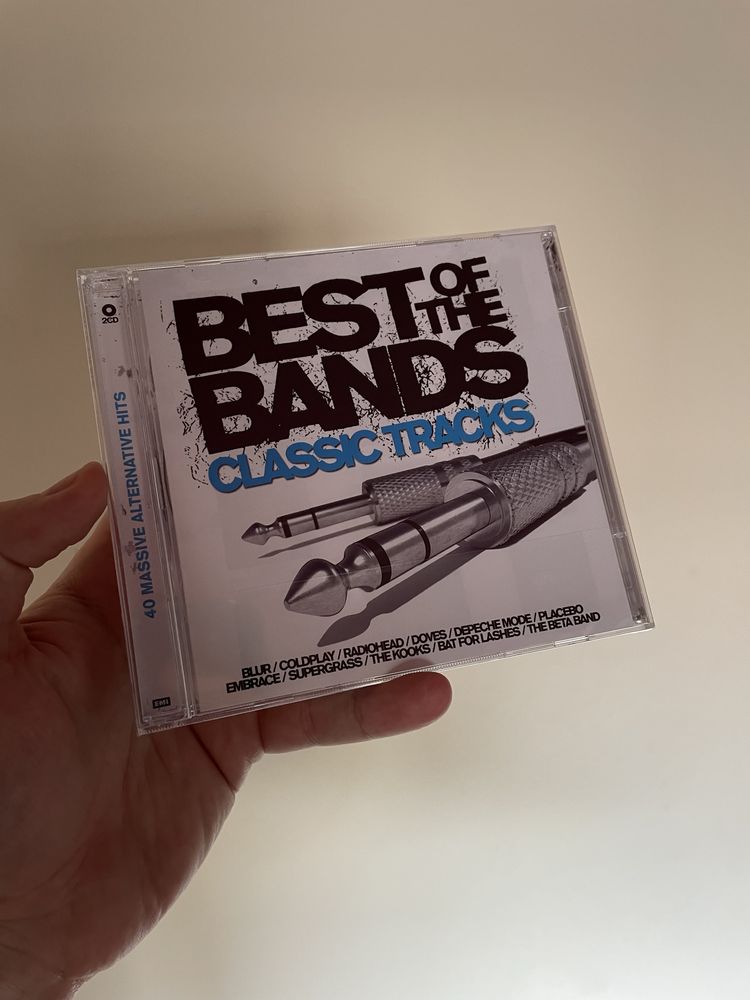 2CD
40 MASSIVE ALTERNATIVE HITS
EMI
BEST OF THE
BANDS
CLASSIC TRACKS
BLUR / COLDPLAY / RADIOHEAD / DOVES / DEPECHE MODE / PLACEBO
EMBRACE / SUPERGRASS / THE KOOKS / BAT FOR LASHES / THE BETA BAND